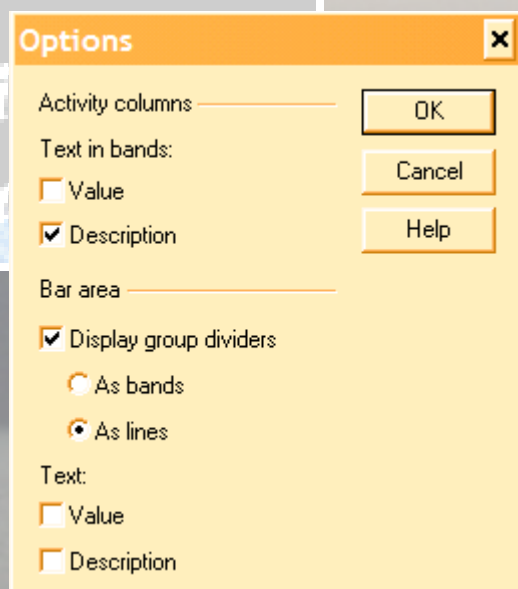 Options
Activity columns
OK
Text in bands:
Cancel
Value
Description
Help
Bar area
Display group dividers
As bands
As lines
Text:
Value
Description